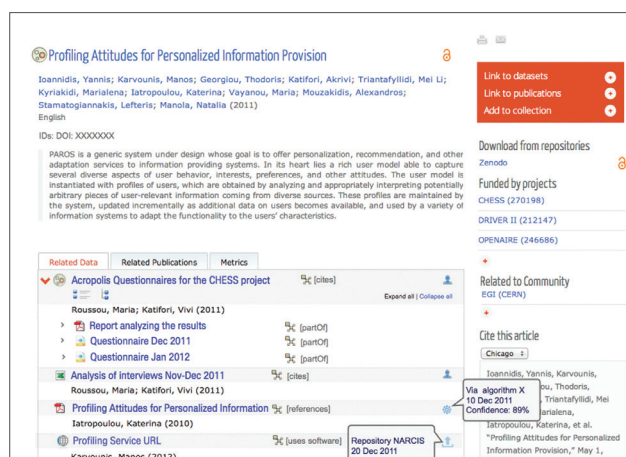 Profiling Attitudes for Personalized Information Provision
Ioannidis, Yannis; Karvounis, Manos; Georgiou, Thodoris; Katifori, Akrivi; Triantafyllidi, Mei Li;
Kyriakidi, Marialena; Iatropoulou, Katerina; Vayanou, Maria; Mouzakidis, Alexandros;
Stamatogiannakis, Lefteris; Manola, Natalia (2011)
English
IDs: DOI: XXXXXXX
PAROS is a generic system under design whose goal is to offer personalization, recommendation, and other
adaptation services to information providing systems. In its heart lies a rich user model able to capture
several diverse aspects of user behavior, interests, preferences, and other attitudes. The user model is
instantiated with profiles of users, which are obtained by analyzing and appropriately interpreting potentially
arbitrary pieces of user-relevant information coming from diverse sources. These profiles are maintained by
the system, updated incrementally as additional data on users becomes available, and used by a variety of
information systems to adapt the functionality to the users' characteristics.
Related Data Related Publications Metrics
Acropolis Questionnaires for the CHESS project [cites]
Expand all | Collapse all
Roussou, Maria; Katifori, Vivi (2011)
Report analyzing the results [partOf]
Questionnaire Dec 2011 [partOf]
Questionnaire Jan 2012 [partOf]
Analysis of interviews Nov-Dec 2011 [cites]
Roussou, Maria; Katifori, Vivi (2011)
Profiling Attitudes for Personalized Information [references]
Iatropoulou, Katerina (2010)
Profiling Service URL [uses software]
Karvounis, Manos (2012)
Repository NARCIS
20 Dec 2011
Via algorithm X
10 Dec 2011
Confidence: 89%
Link to datasets
Link to publications
Add to collection
Download from repositories
Zenodo
Funded by projects
CHESS (270198)
DRIVER II (212147)
OPENAIRE (246686)
Related to Community
EGI (CERN)
Cite this article
Chicago
Ioannidis, Yannis, Karvounis,
Thodoris,
Triantafyllidi, Mei
Marialena,
Iatropoulou, Katerina, et al.
"Profiling Attitudes for Personalized
Information Provision," May 1,